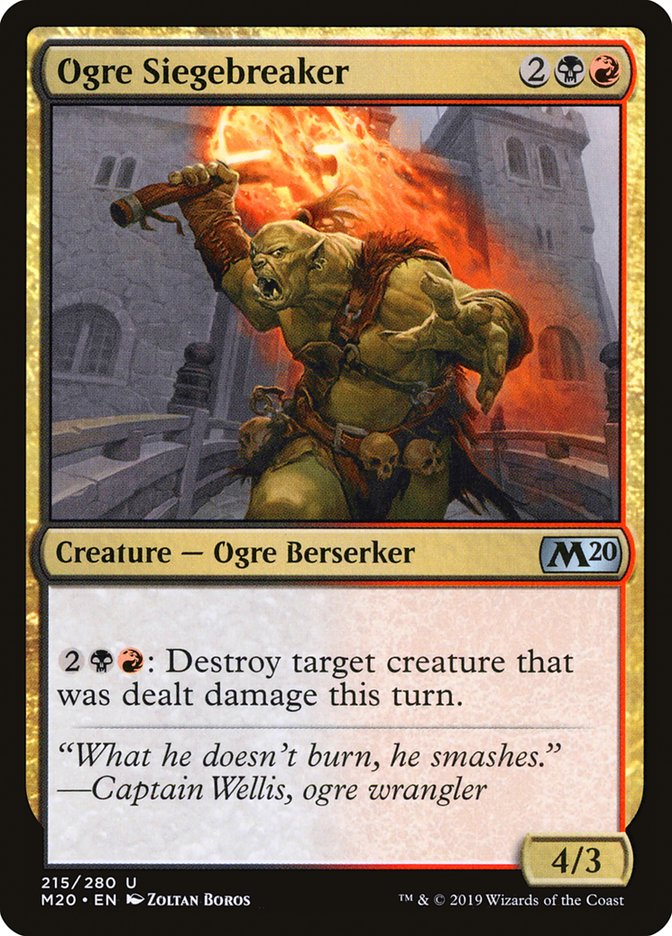 Ogre Siegebreaker 2
Creature — Ogre Berserker M20
2: Destroy target creature that
was dealt damage this turn.
“What he doesn’t burn, he smashes.”
—Captain Wellis, ogre wrangler
4/3
215/280 U
M20 • EN Zoltan Boros ™ & © 2019 Wizards of the Coast